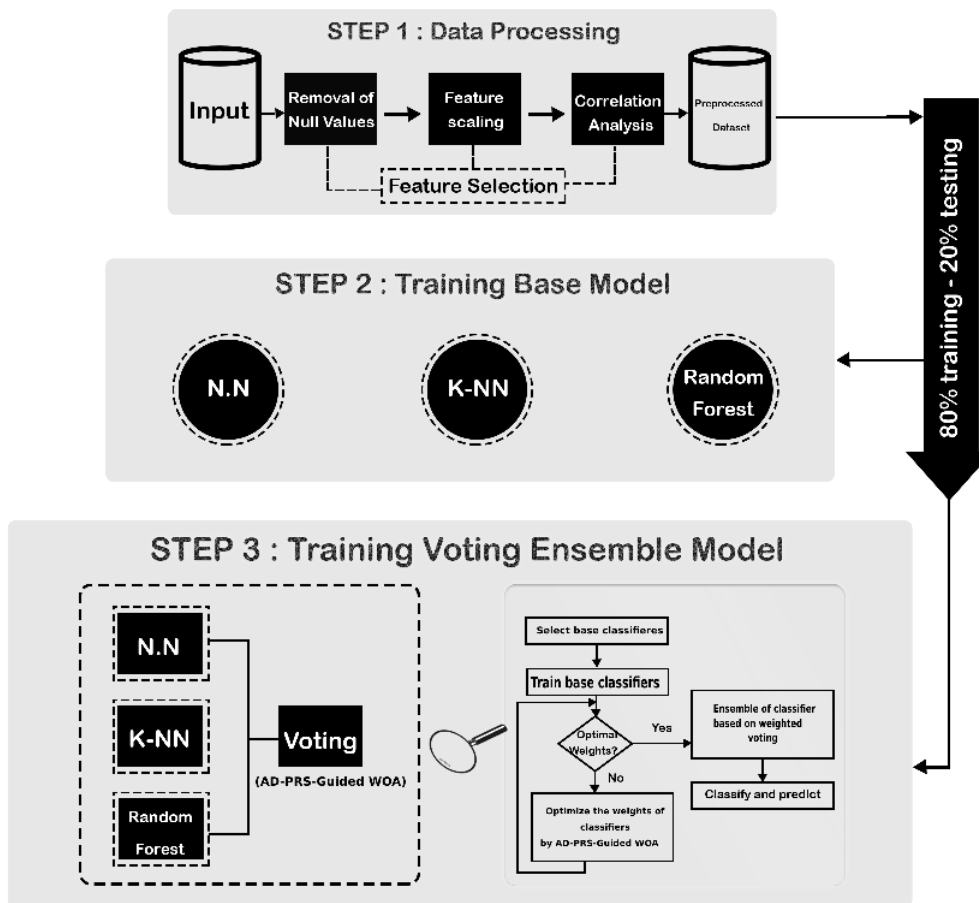 STEP 1 : Data Processing
Input
Removal of
Null Values
Feature
scaling
Correlation
Analysis
Preprocessed
Dataset
Feature Selection
80% training - 20% testing
STEP 2 : Training Base Model
N.N
K-NN
Random
Forest
STEP 3 : Training Voting Ensemble Model
N.N
K-NN
Random
Forest
Voting
(AD-PRS-Guided WOA)
Select base classifieres
Train base classifiers
Optimal
Weights?
Yes
No
Ensemble of classifier
based on weighted
voting
Classify and predict
Optimize the weights of
classifiers
by AD-PRS-Guided WOA